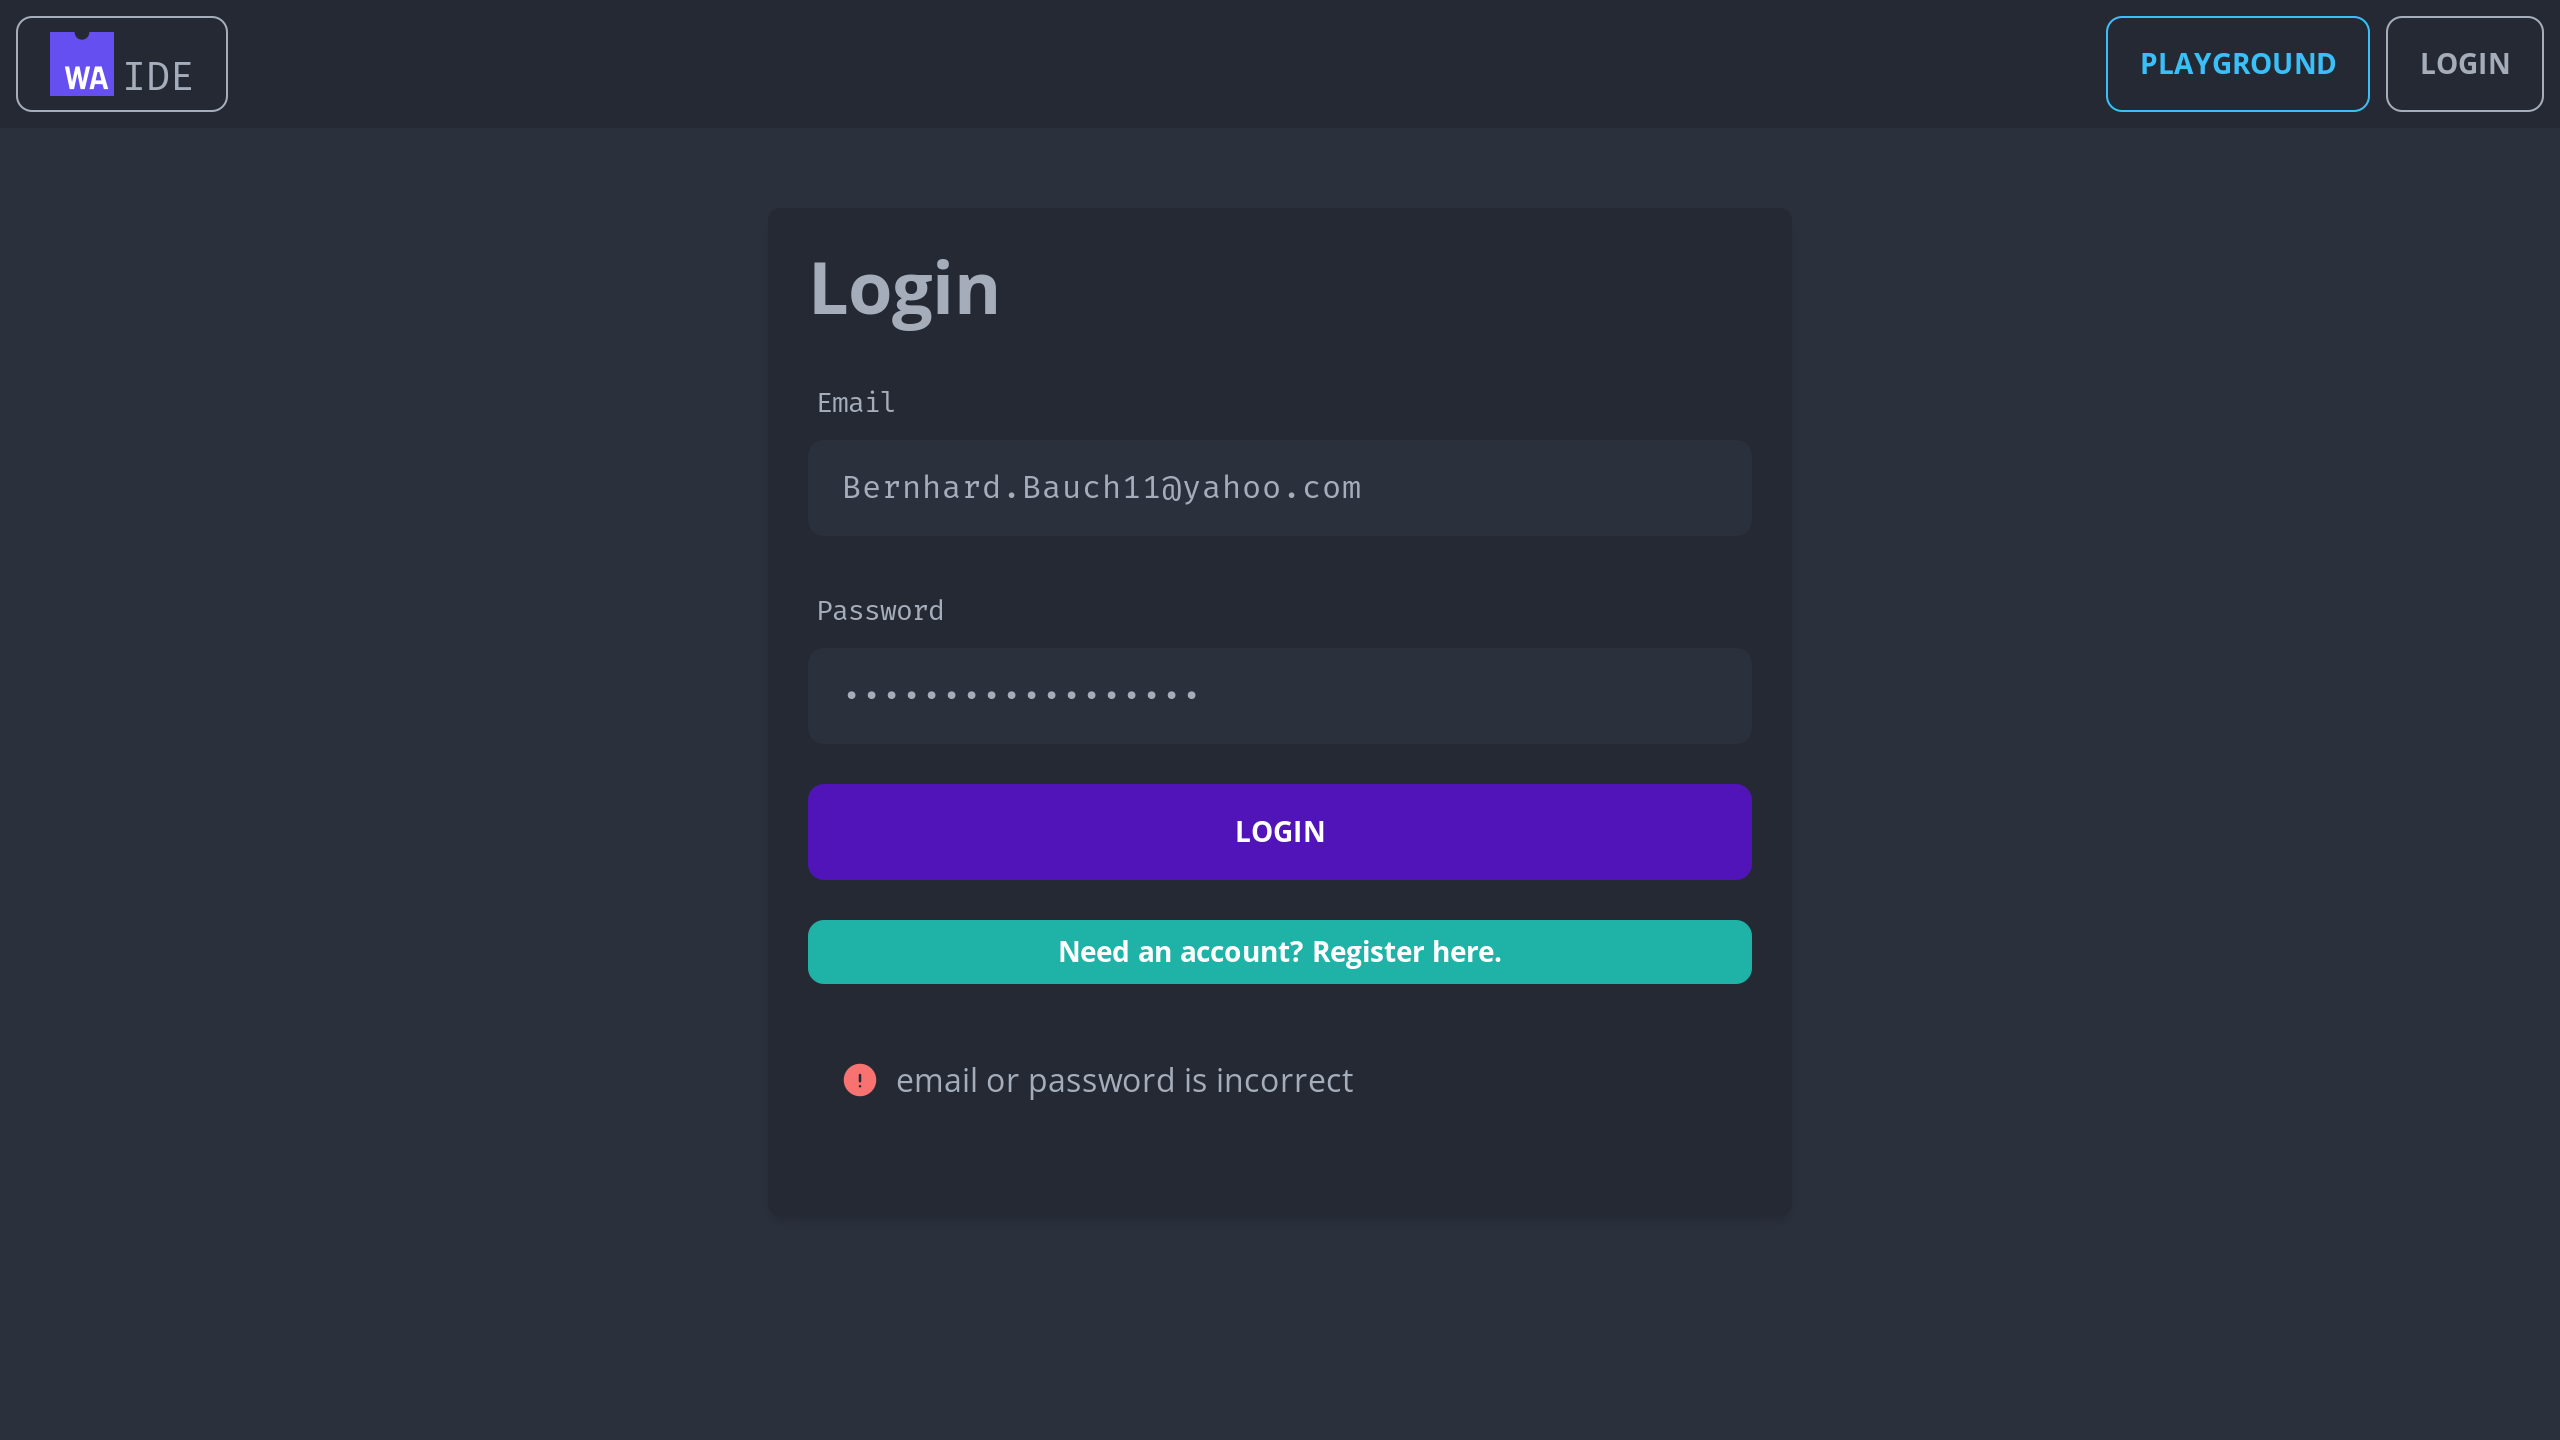 WA IDE
PLAYGROUND
LOGIN
Login
Email
Bernhard.Bauch11@yahoo.com
Password
••••••••••••••••••
LOGIN
Need an account? Register here.
! email or password is incorrect